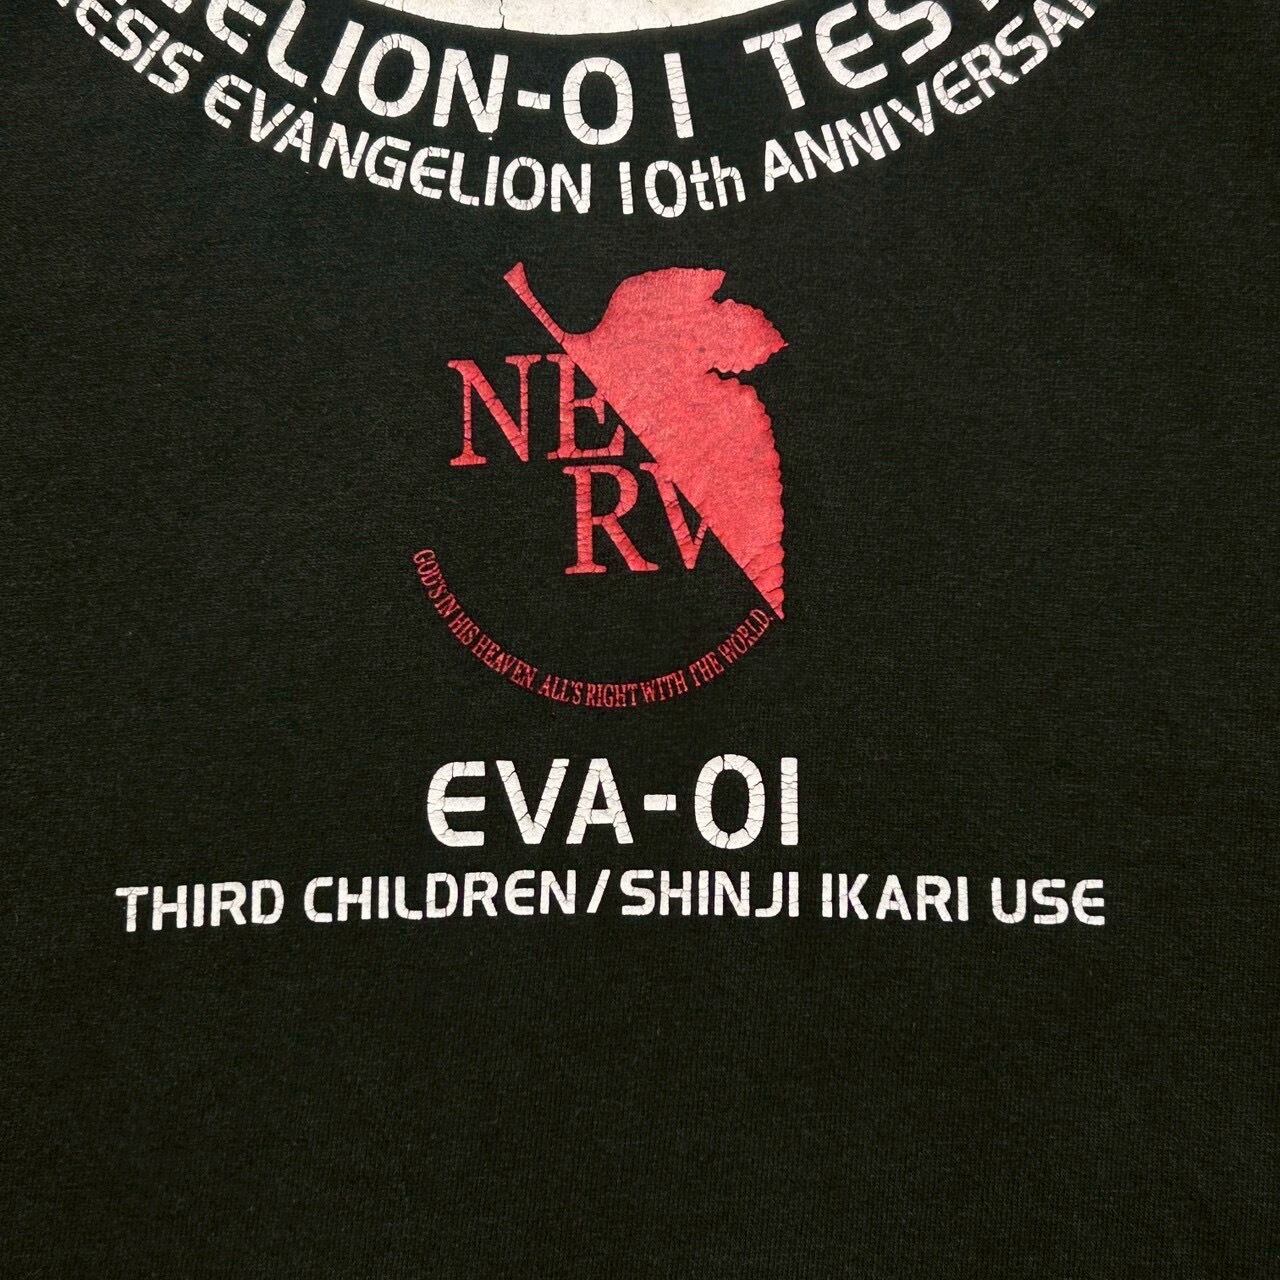 GELION-01 TES
ESIS EVANGELION 10th ANNIVERSA
NE
RV
GOD'S IN HIS HEAVEN. ALL'S RIGHT WITH THE WORLD.
EVA-01
THIRD CHILDREN/SHINJI IKARI USE